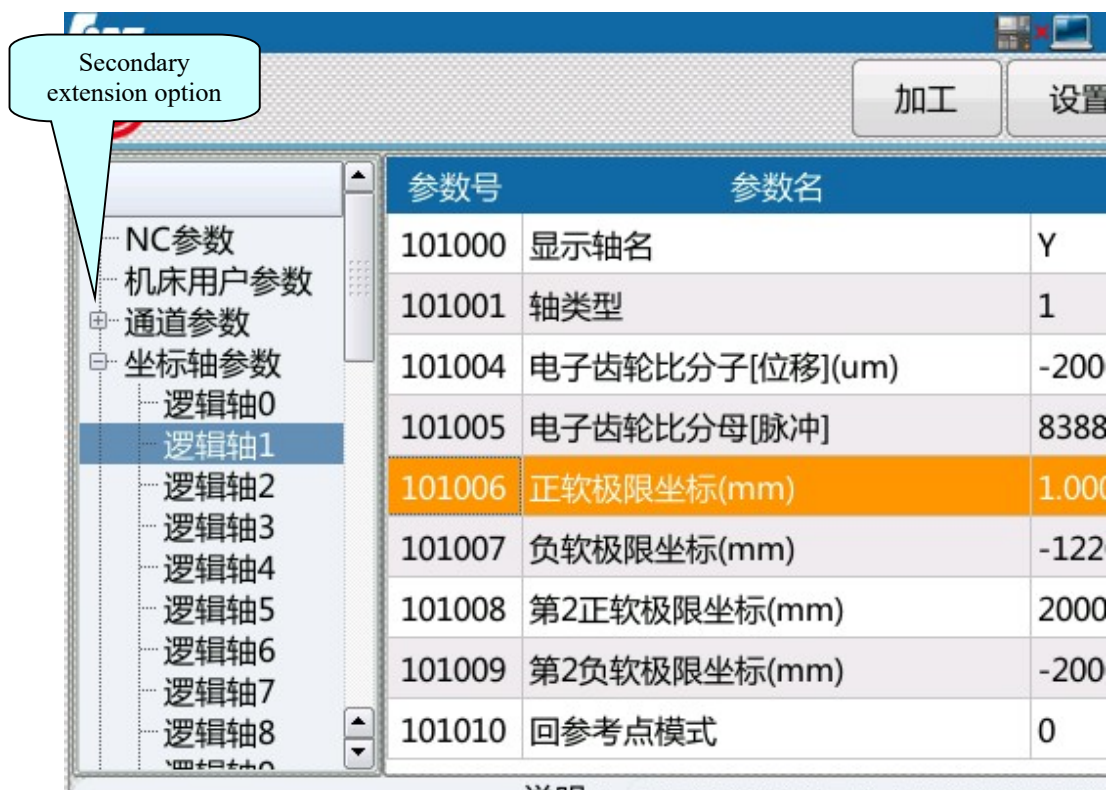 Secondary
extension option
加工
设置
参数号 参数名
NC参数
机床用户参数
通道参数
坐标轴参数
逻辑轴0
逻辑轴1
逻辑轴2
逻辑轴3
逻辑轴4
逻辑轴5
逻辑轴6
逻辑轴7
逻辑轴8
101000 显示轴名 Y
101001 轴类型 1
101004 电子齿轮比分子[位移](um) -200
101005 电子齿轮比分母[脉冲] 8388
101006 正软极限坐标(mm) 1.000
101007 负软极限坐标(mm) -122
101008 第2正软极限坐标(mm) 2000
101009 第2负软极限坐标(mm) -200
101010 回参考点模式 0